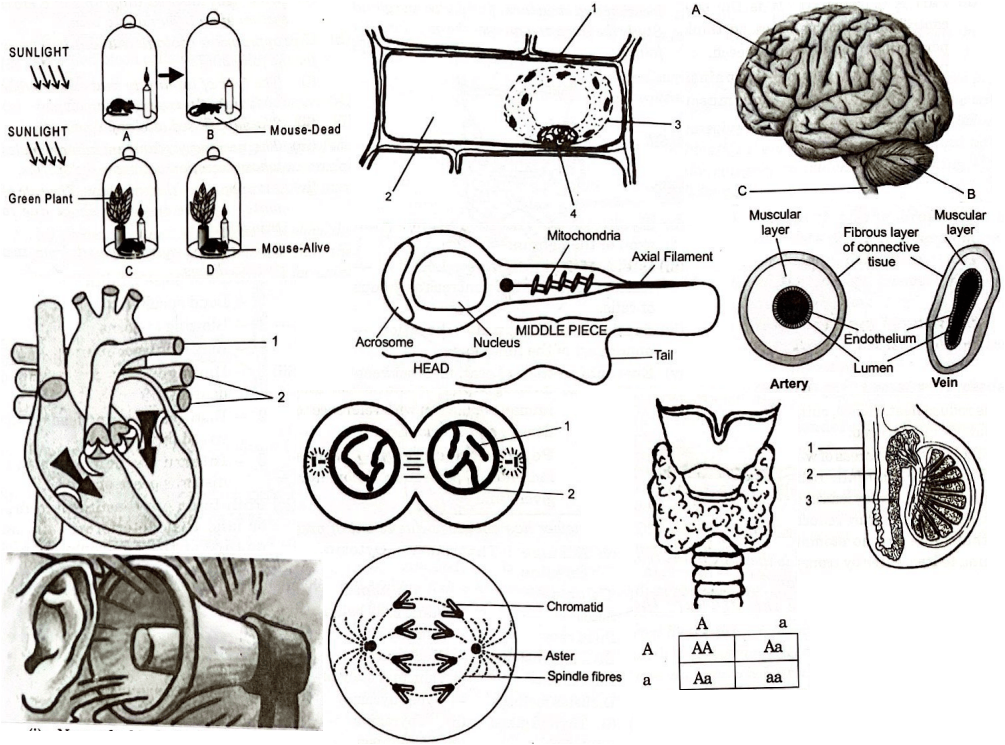 SUNLIGHT
A
B
Mouse-Dead
SUNLIGHT
Green Plant
Mouse-Alive
C
D
1
2
3
4
A
B
C
Mitochondria
Axial Filament
Acrosome
Nucleus
MIDDLE PIECE
HEAD
Tail
Muscular
layer
Fibrous layer
of connective
tisue
Muscular
layer
Endothelium
Lumen
Artery
Vein
1
2
1
2
1
2
3
Chromatid
Aster
Spindle fibres
A a
A AA Aa
a Aa aa